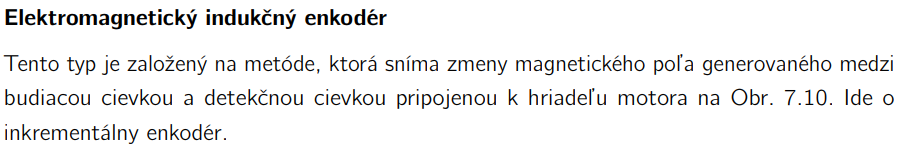 Elektromagnetický indukčný enkodér
Tento typ je založený na metóde, ktorá sníma zmeny magnetického poľa generovaného medzi
budiacou cievkou a detekčnou cievkou pripojenou k hriadeľu motora na Obr. 7.10. Ide o
inkrementálny enkodér.